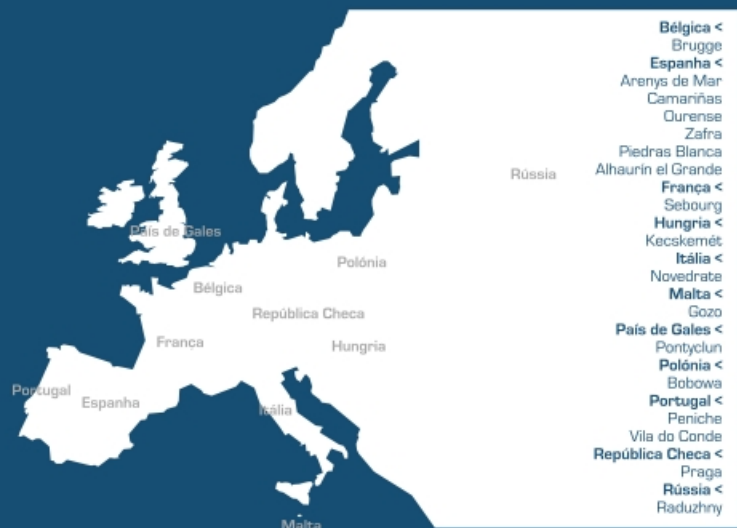 Rússia
País de Gales
Polónia
Bélgica
República Checa
França
Hungria
Portugal
Espanha
Itália
Malta
Bélgica <
Brugge
Espanha <
Arenys de Mar
Camariñas
Ourense
Zafra
Piedras Blanca
Alhaurín el Grande
França <
Sebourg
Hungria <
Kecskemét
Itália <
Novedrate
Malta <
Gozo
País de Gales <
Pontyclun
Polónia <
Bobowa
Portugal <
Peniche
Vila do Conde
República Checa <
Praga
Rússia <
Raduzhny